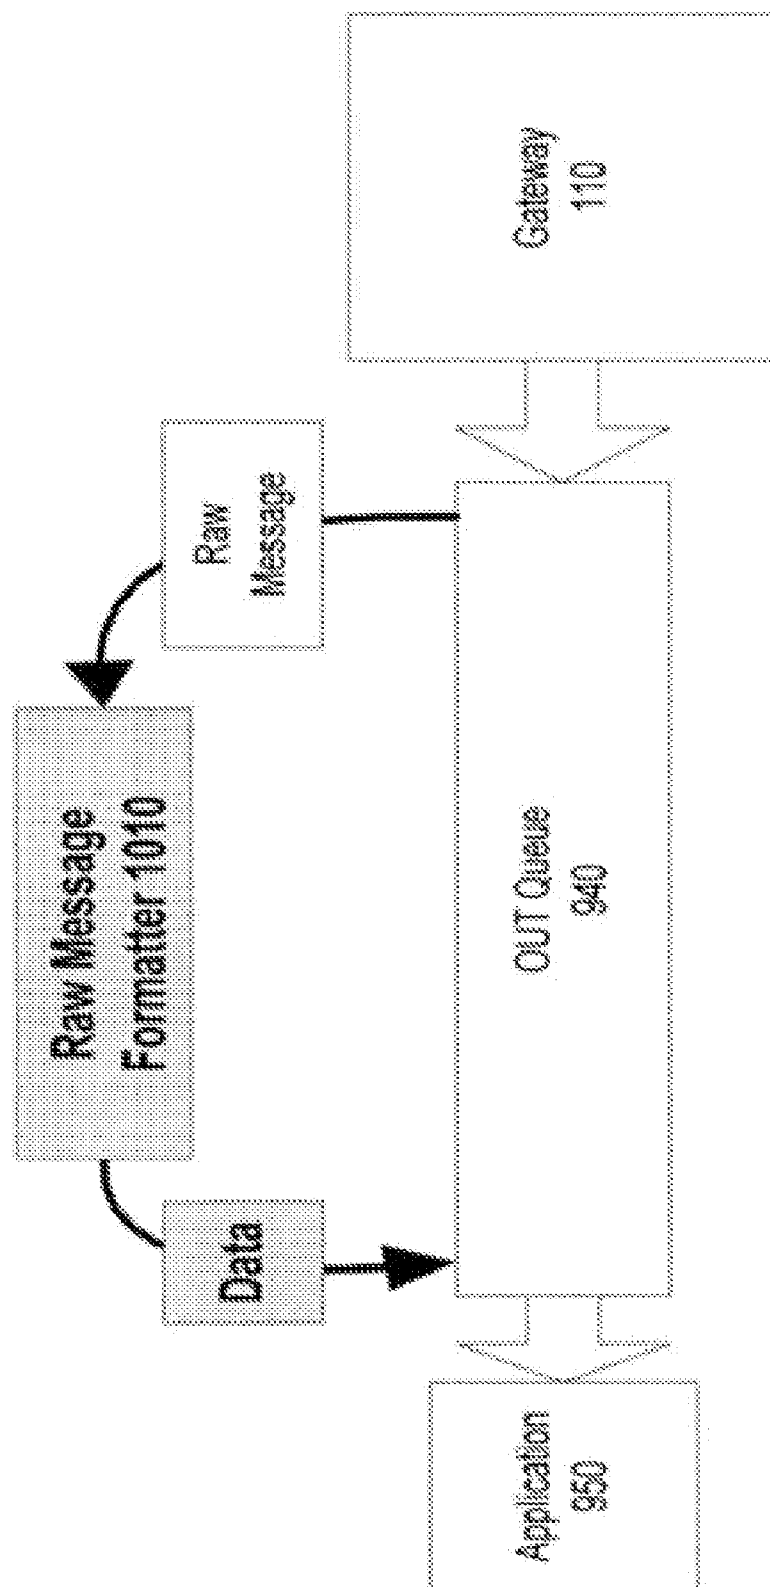 Raw Message
Formatter 1010
Data
Raw
Message
Application
950
OUT Queue
940
Gateway
110